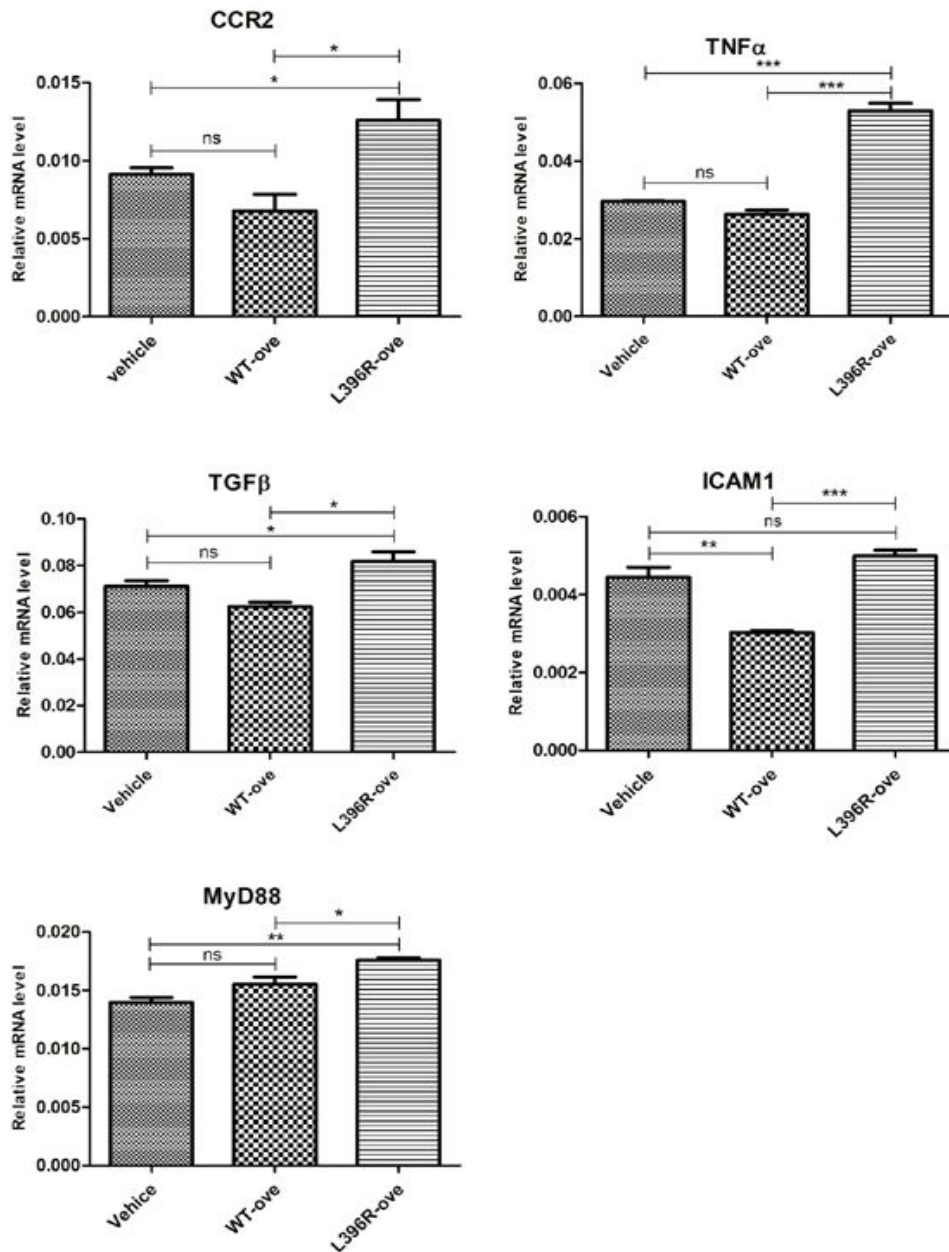 CCR2
*
*
ns
Relative mRNA level
0.015
0.010
0.005
0.000
vehicle
WT-ove
L396R-ove
TNFα
***
***
ns
Relative mRNA level
0.06
0.04
0.02
0.00
Vehicle
WT-ove
L396R-ove
TGFβ
*
*
ns
Relative mRNA level
0.10
0.08
0.06
0.04
0.02
0.00
Vehicle
WT-ove
L396R-ove
ICAM1
***
ns
**
Relative mRNA level
0.006
0.004
0.002
0.000
Vehicle
WT-ove
L396R-ove
MyD88
*
**
ns
Relative mRNA level
0.020
0.015
0.010
0.005
0.000
Vehice
WT-ove
L396R-ove